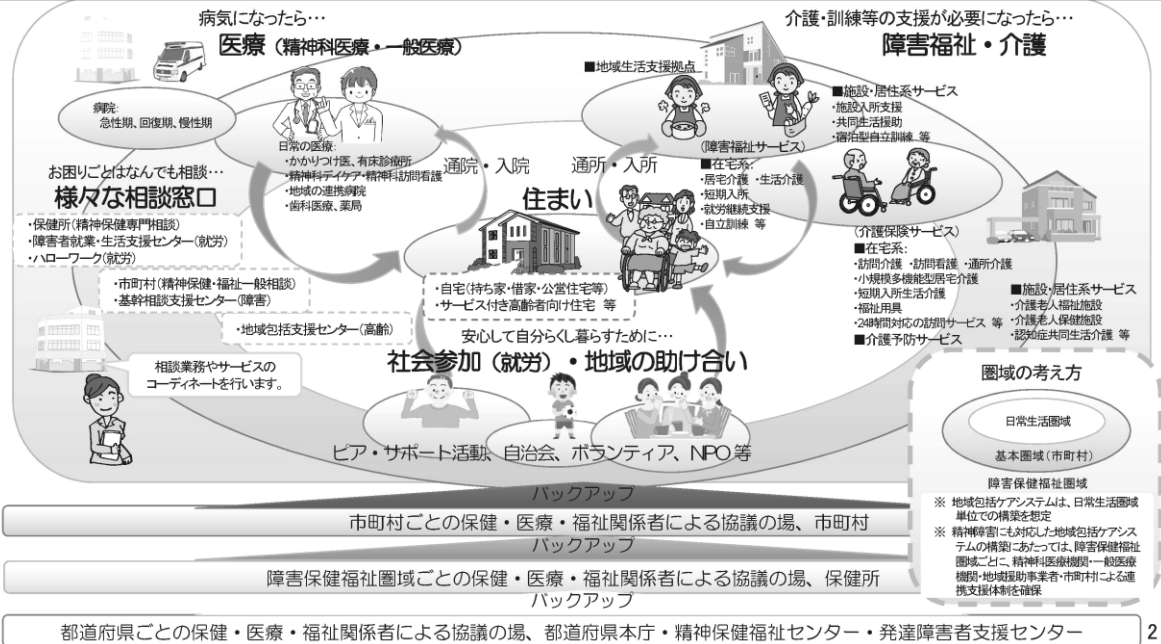 病気になったら…
医療（精神科医療・一般医療）
病院:
急性期、回復期、慢性期
日常の医療:
・かかりつけ医、有床診療所
・精神科デイケア・精神科訪問看護
・地域の連携病院
・歯科医療、薬局
介護・訓練等の支援が必要になったら…
障害福祉・介護
■地域生活支援拠点
■施設・居住系サービス
・施設入所支援
・共同生活援助
・宿泊型自立訓練 等
(障害福祉サービス)
■在宅系:
・居宅介護 ・生活介護
・短期入所
・就労継続支援
・自立訓練 等
(介護保険サービス)
■在宅系:
・訪問介護 ・訪問看護 ・通所介護
・小規模多機能型居宅介護
・短期入所生活介護
・福祉用具
・24時間対応の訪問サービス 等
■介護予防サービス
■施設・居住系サービス
・介護老人福祉施設
・介護老人保健施設
・認知症共同生活介護 等
通院・入院
通所・入所
住まい
・自宅(持ち家・借家・公営住宅等)
・サービス付き高齢者向け住宅 等
お困りごとはなんでも相談…
様々な相談窓口
・保健所(精神保健専門相談)
・障害者就業・生活支援センター(就労)
・ハローワーク(就労)
・市町村(精神保健・福祉一般相談)
・基幹相談支援センター(障害)
・地域包括支援センター(高齢)
相談業務やサービスの
コーディネートを行います。
安心して自分らしく暮らすために…
社会参加（就労）・地域の助け合い
ピア・サポート活動、自治会、ボランティア、NPO 等
圏域の考え方
日常生活圏域
基本圏域(市町村)
障害保健福祉圏域
※ 地域包括ケアシステムは、日常生活圏域
単位での構築を想定
※ 精神障害にも対応した地域包括ケアシス
テムの構築にあたっては、障害保健福祉
圏域ごとに、精神科医療機関・一般医療
機関・地域援助事業者・市町村による連
携支援体制を確保
バックアップ
市町村ごとの保健・医療・福祉関係者による協議の場、市町村
バックアップ
障害保健福祉圏域ごとの保健・医療・福祉関係者による協議の場、保健所
バックアップ
都道府県ごとの保健・医療・福祉関係者による協議の場、都道府県本庁・精神保健福祉センター・発達障害者支援センター
2